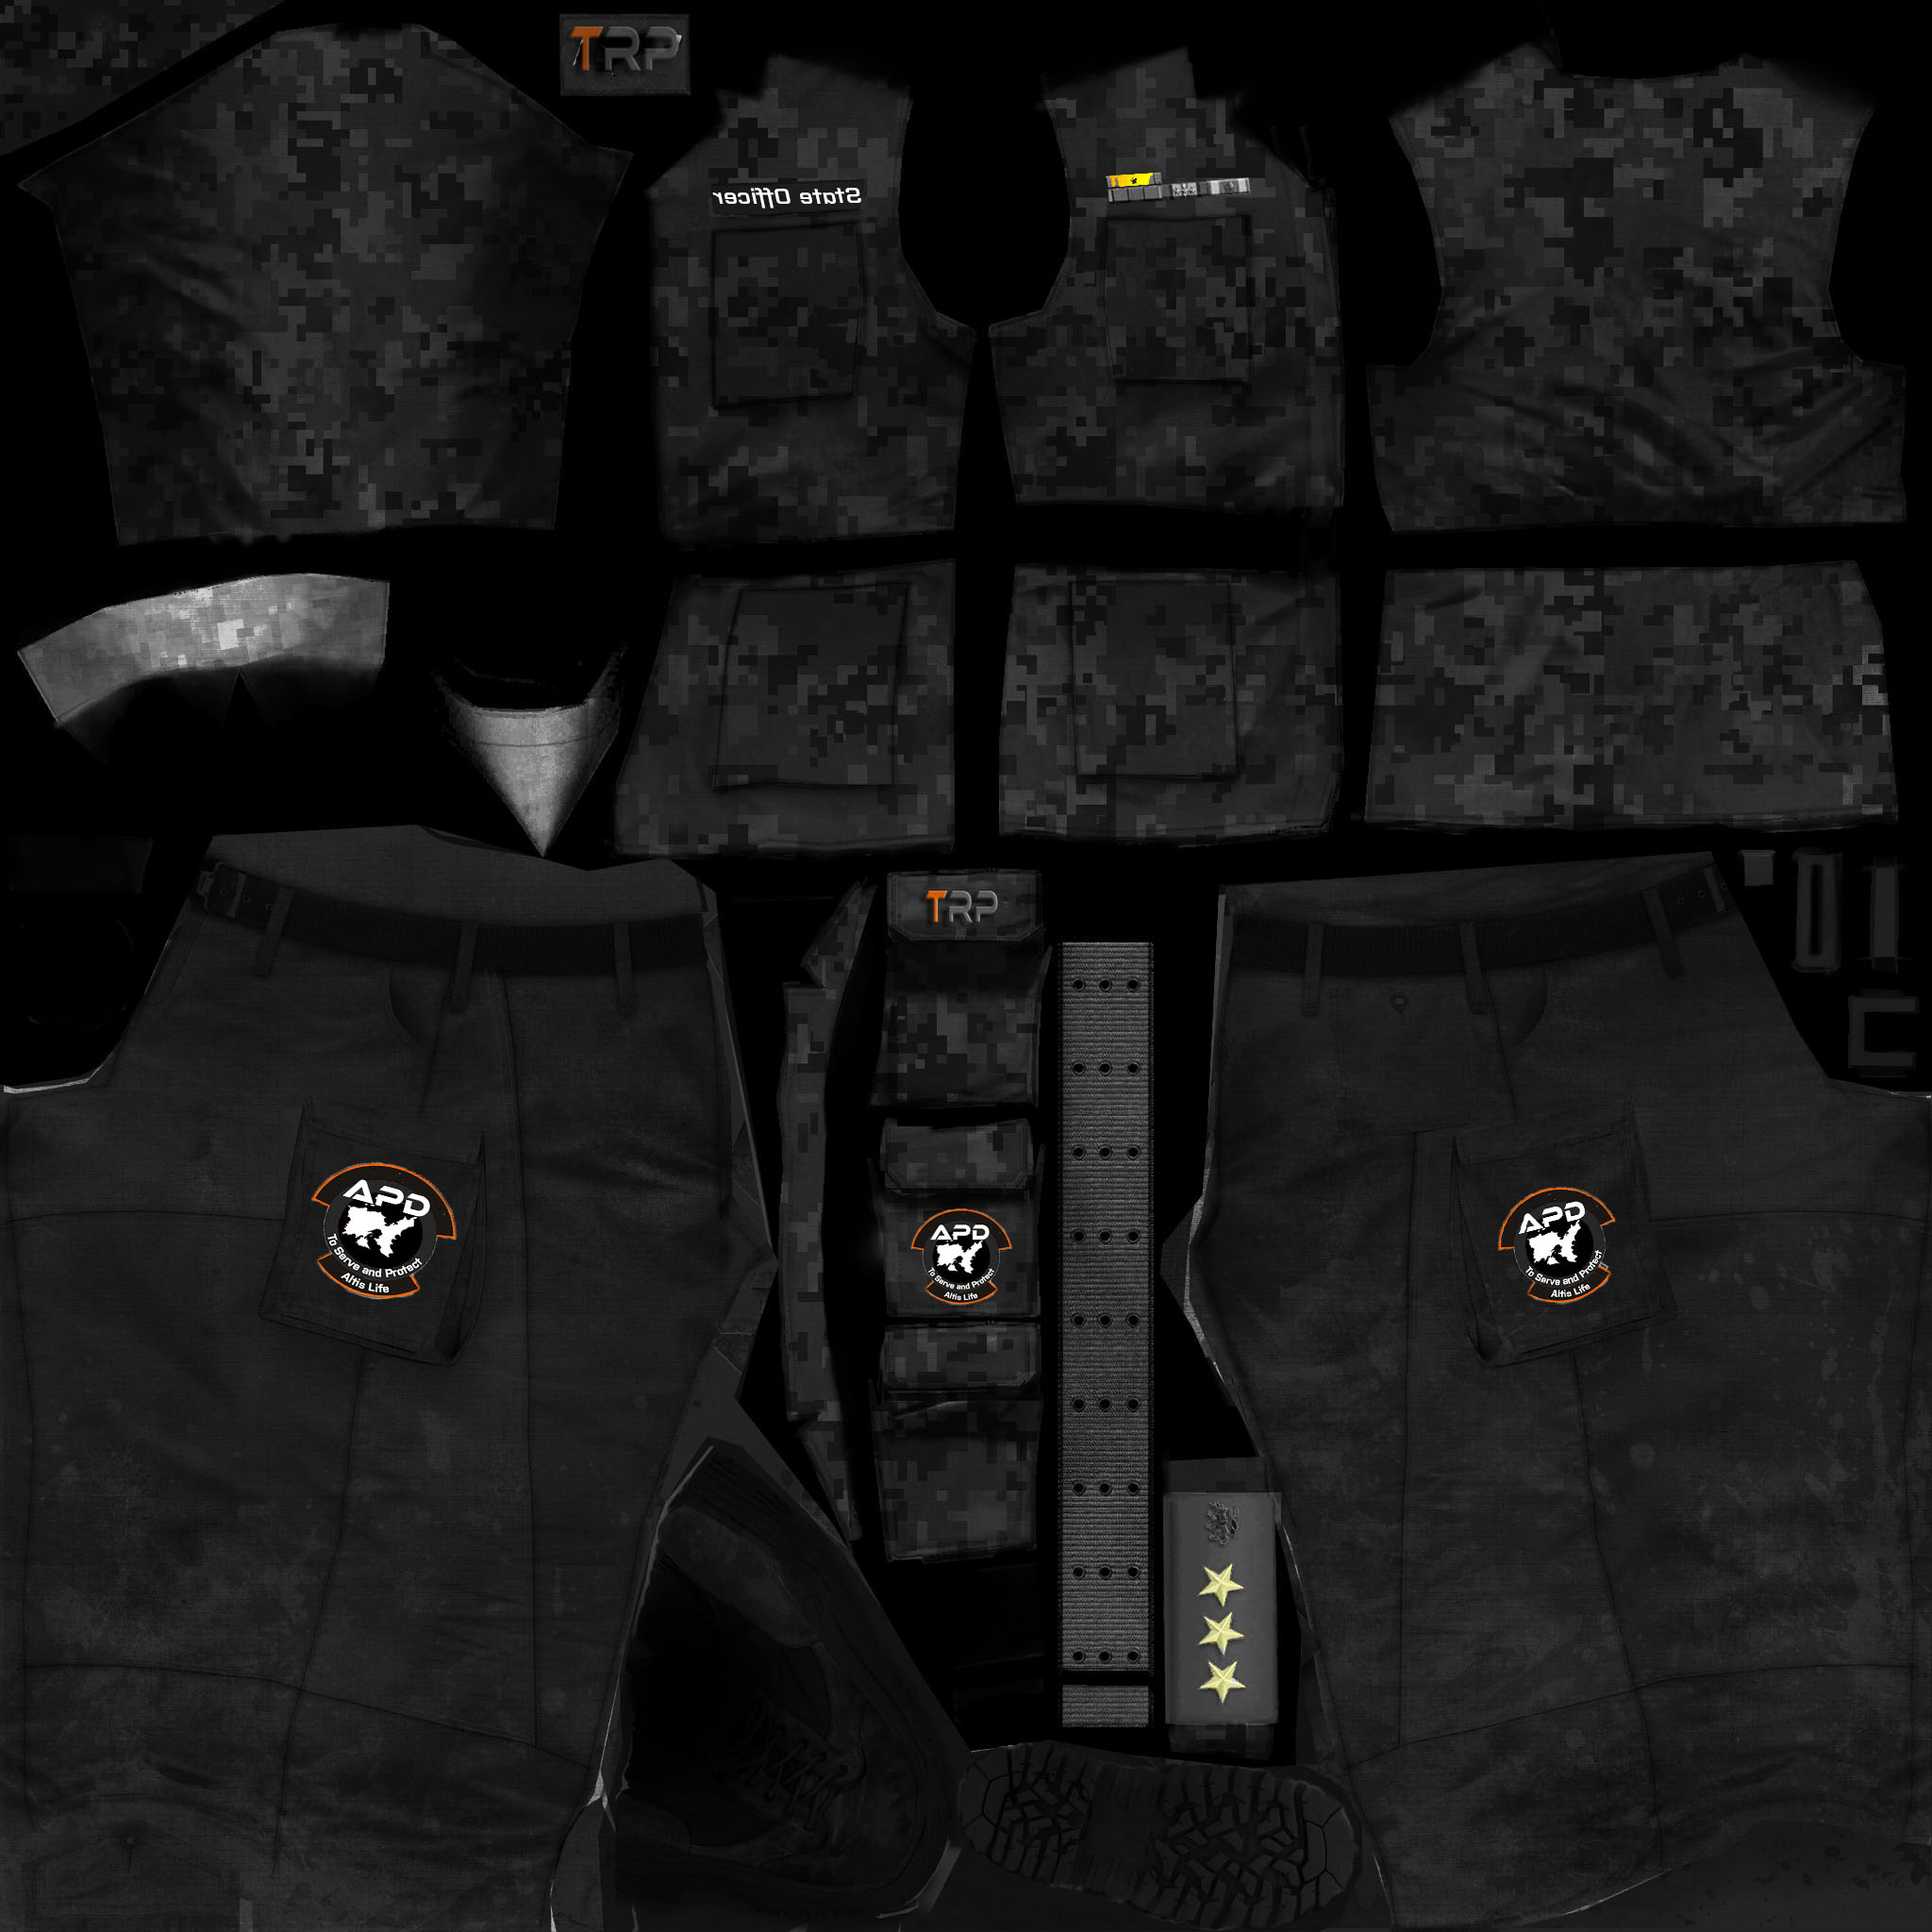 TRP
State Officer
TRP
APD
To Serve and Protect
Altis Life
APD
To Serve and Protect
Altis Life
APD
To Serve and Protect
Altis Life